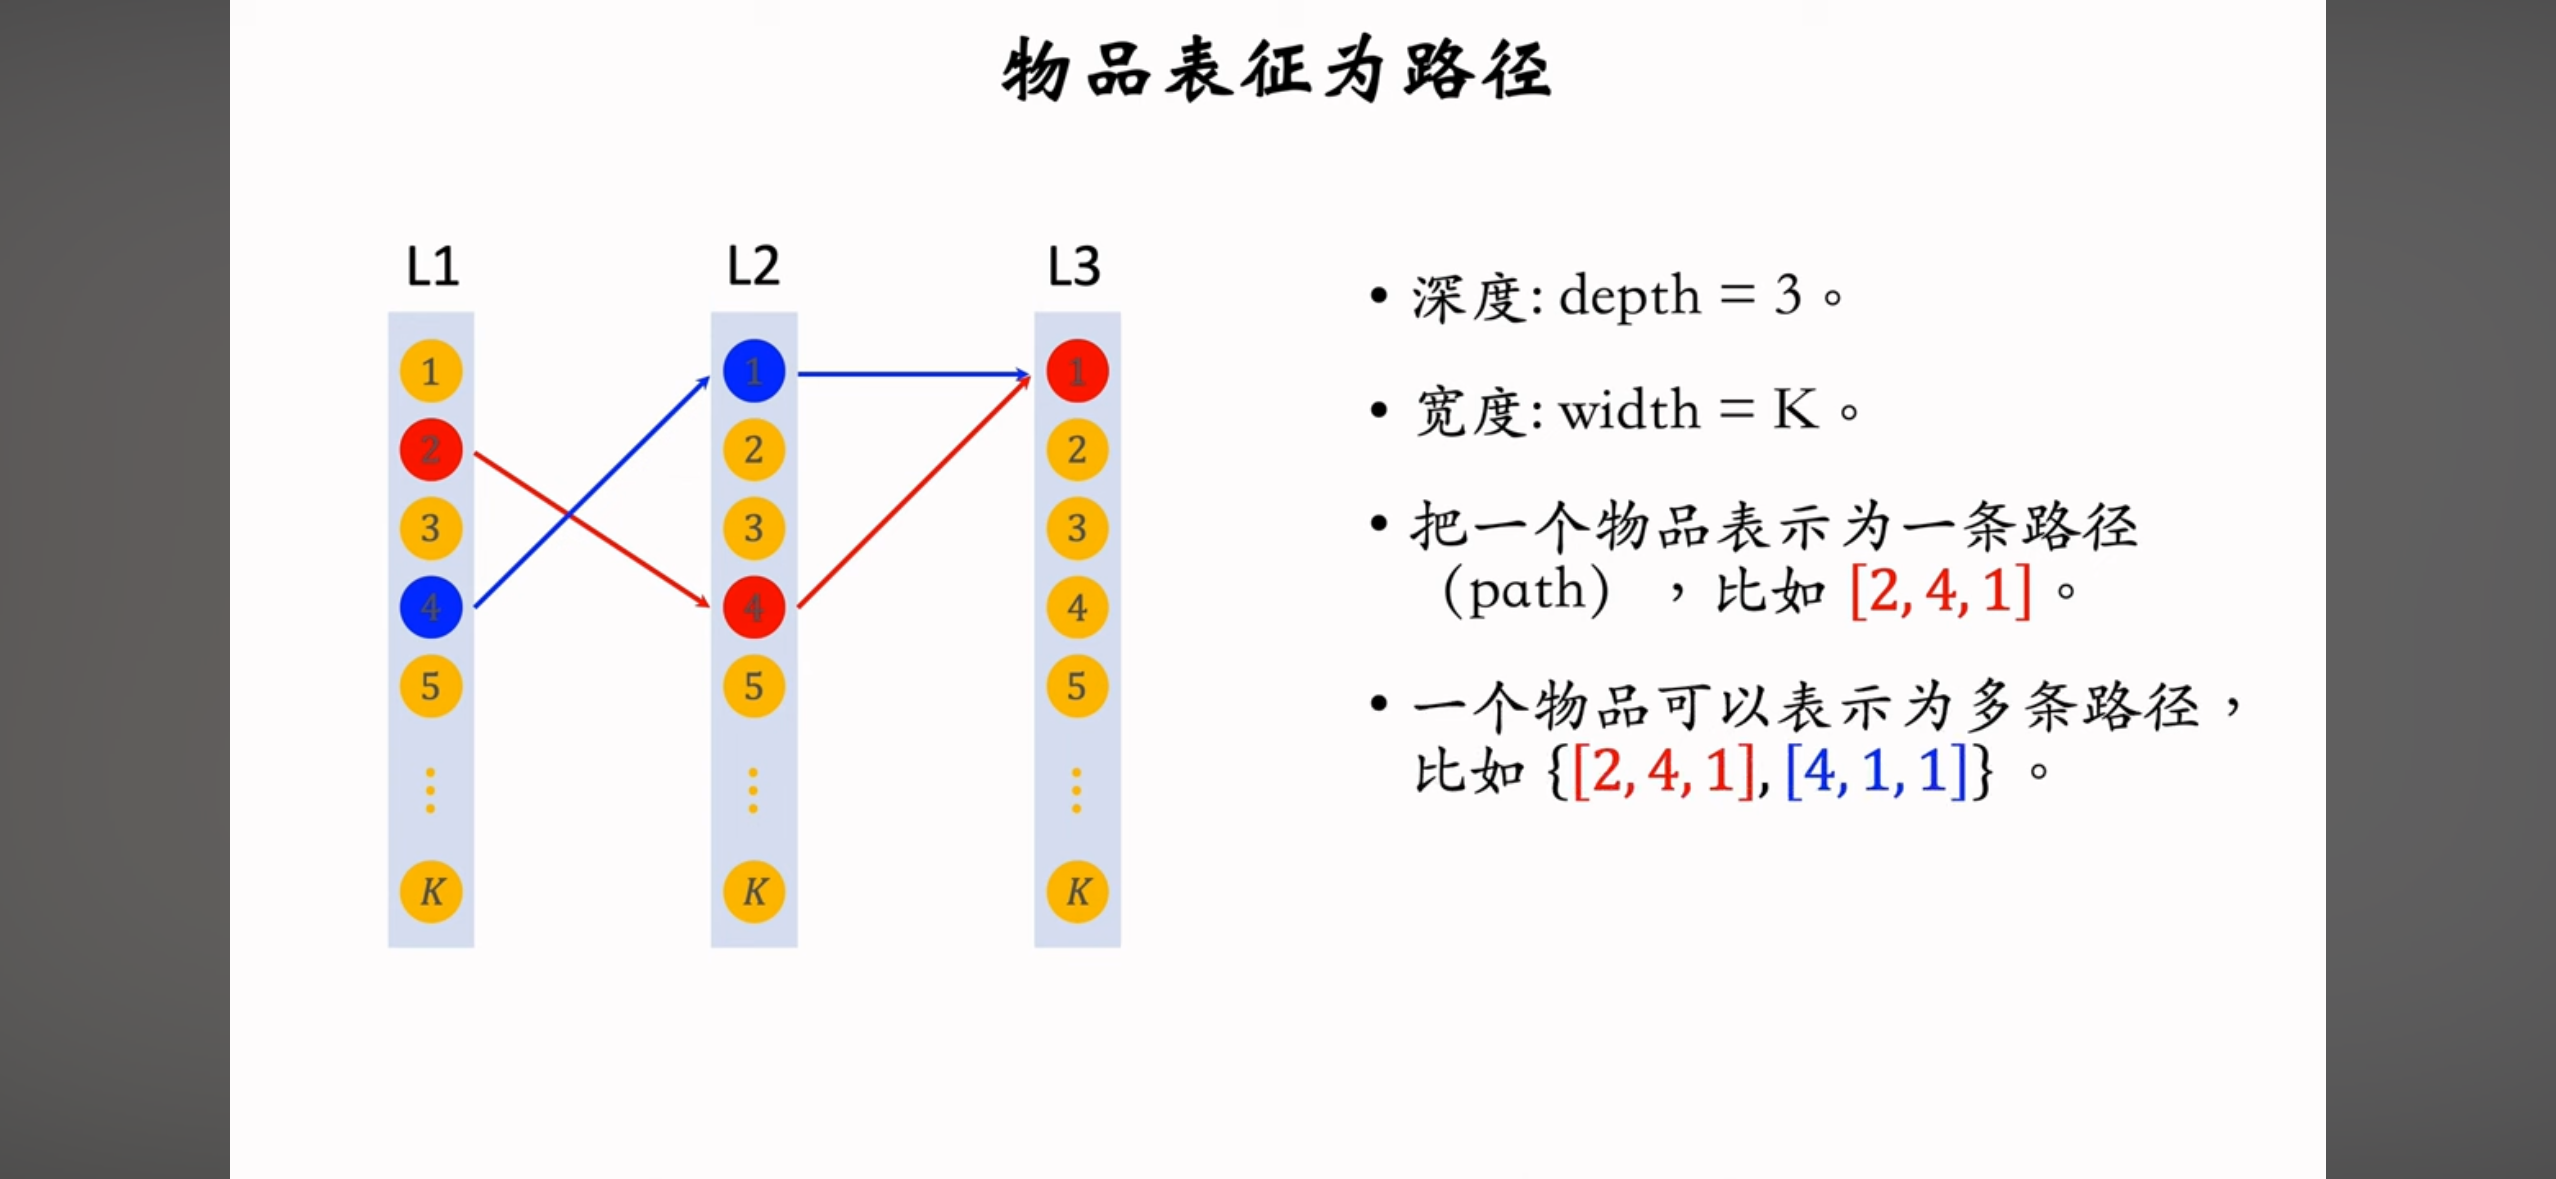 物品表征为路径
L1 L2 L3
1 1 1
2 2 2
3 3 3
4 4 4
5 5 5
K K K
• 深度: depth = 3。
• 宽度: width = K。
• 把一个物品表示为一条路径
（path），比如 [2, 4, 1]。
• 一个物品可以表示为多条路径，
比如 {[2, 4, 1], [4, 1, 1]}。